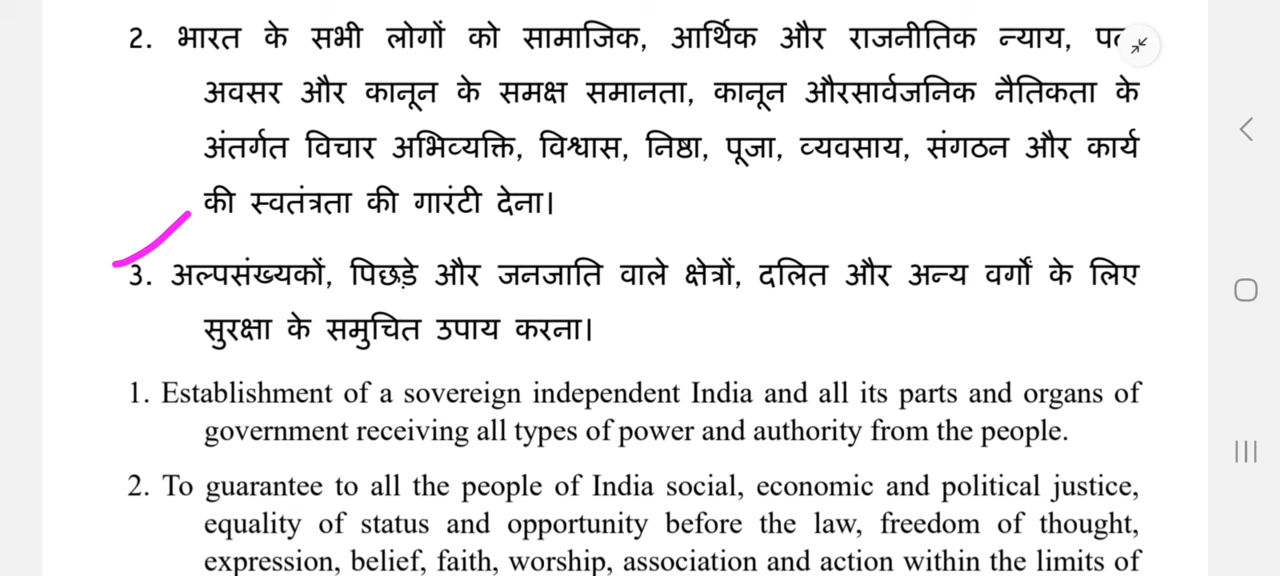 2. भारत के सभी लोगों को सामाजिक, आर्थिक और राजनीतिक न्याय,
अवसर और कानून के समक्ष समानता, कानून औरसार्वजनिक नैतिकता के
अंतर्गत विचार अभिव्यक्ति, विश्वास, निष्ठा, पूजा, व्यवसाय, संगठन और कार्य
की स्वतंत्रता की गारंटी देना।
3. अल्पसंख्यकों, पिछड़े और जनजाति वाले क्षेत्रों, दलित और अन्य वर्गों के लिए
सुरक्षा के समुचित उपाय करना।
1. Establishment of a sovereign independent India and all its parts and organs of
government receiving all types of power and authority from the people.
2. To guarantee to all the people of India social, economic and political justice,
equality of status and opportunity before the law, freedom of thought,
expression, belief, faith, worship, association and action within the limits of